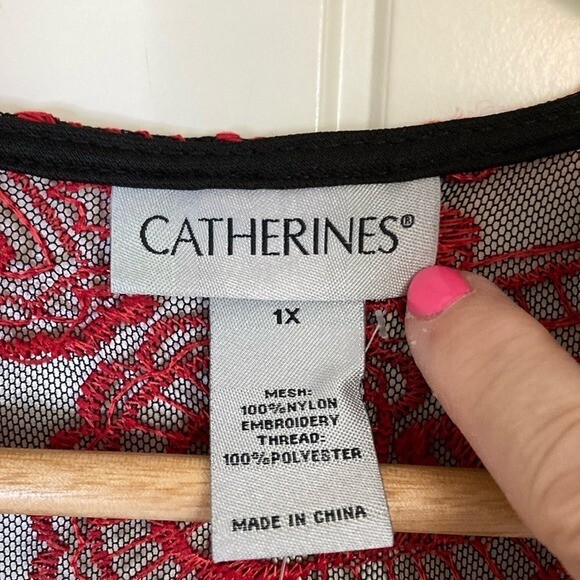 CATHERINES®
1X
MESH:
100%NYLON
EMBROIDERY
THREAD:
100%POLYESTER
MADE IN CHINA